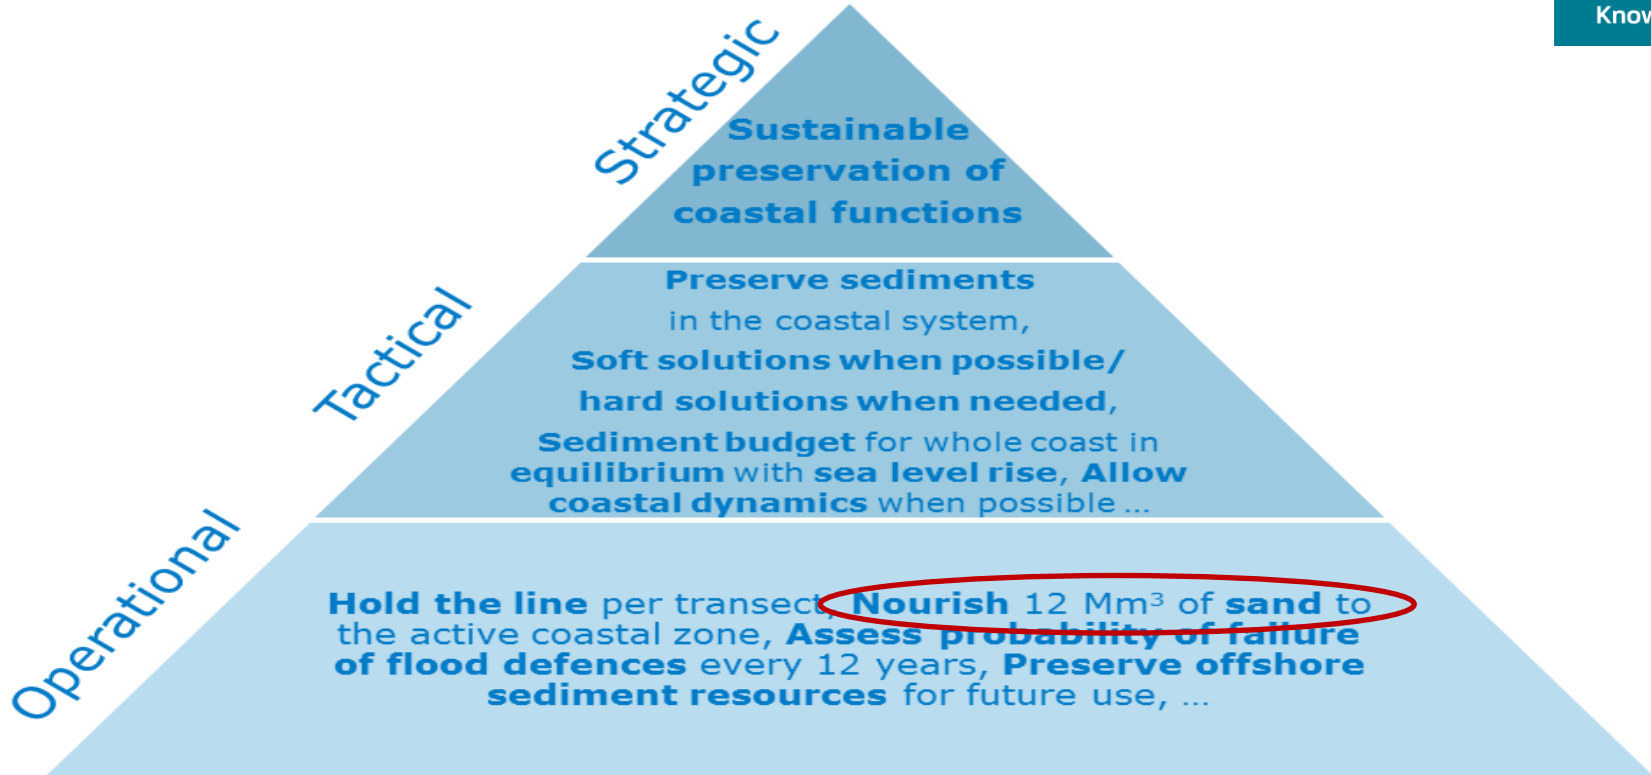 Know
Strategic
Sustainable
preservation of
coastal functions
Tactical
Preserve sediments
in the coastal system,
Soft solutions when possible/
hard solutions when needed,
Sediment budget for whole coast in
equilibrium with sea level rise, Allow
coastal dynamics when possible ...
Operational
Hold the line per transect, Nourish 12 Mm³ of sand to
the active coastal zone, Assess probability of failure
of flood defences every 12 years, Preserve offshore
sediment resources for future use, ...